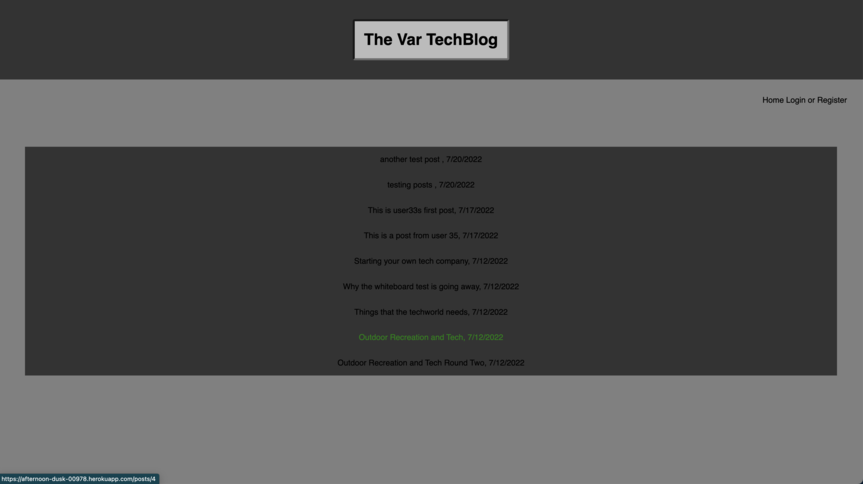 The Var TechBlog
Home Login or Register
another test post , 7/20/2022
testing posts , 7/20/2022
This is user33s first post, 7/17/2022
This is a post from user 35, 7/17/2022
Starting your own tech company, 7/12/2022
Why the whiteboard test is going away, 7/12/2022
Things that the techworld needs, 7/12/2022
Outdoor Recreation and Tech, 7/12/2022
Outdoor Recreation and Tech Round Two, 7/12/2022
https://afternoon-dusk-00978.herokuapp.com/posts/4